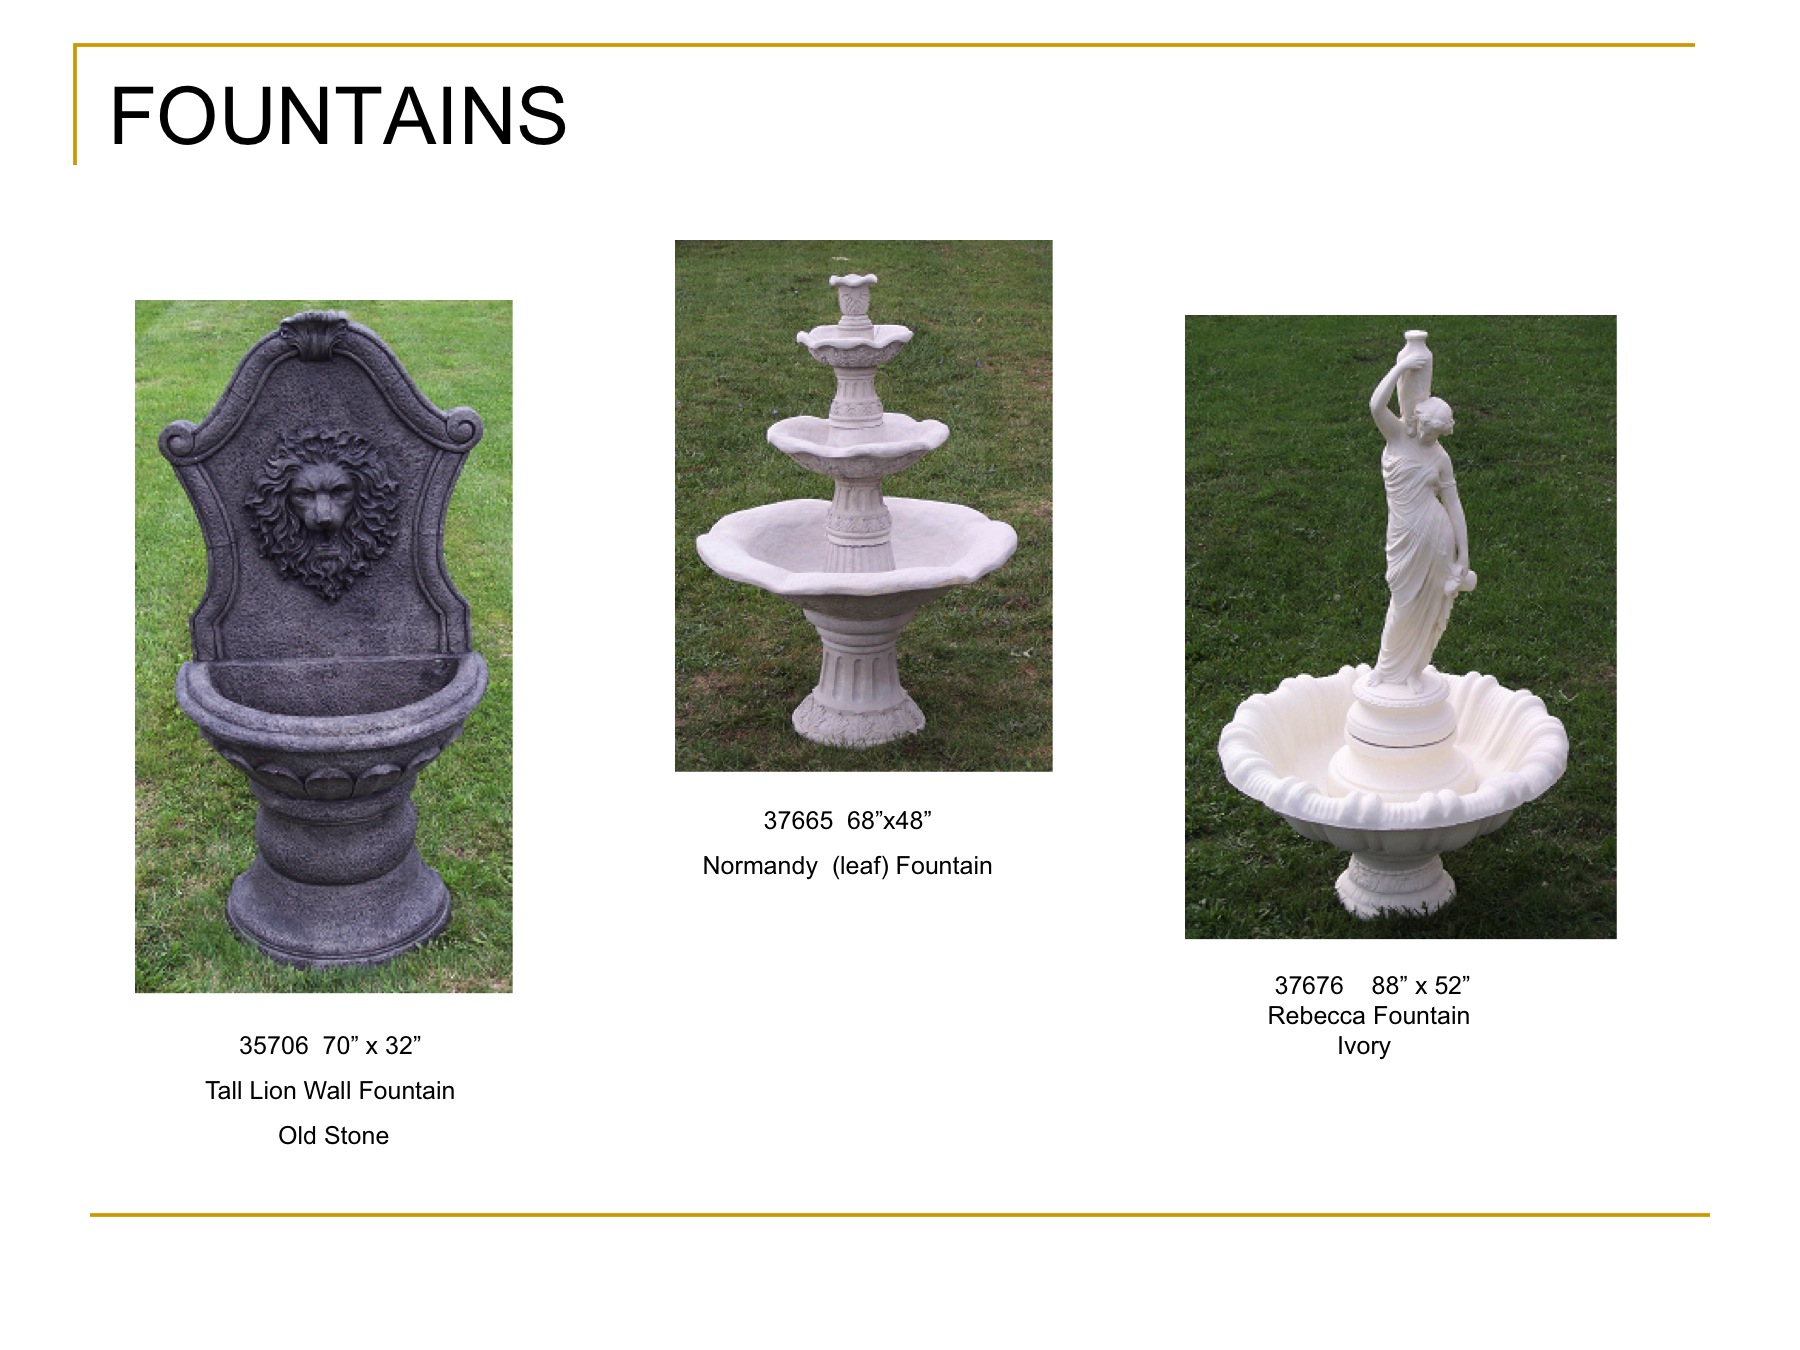 FOUNTAINS
35706  70” x 32”
Tall Lion Wall Fountain
Old Stone
37665  68”x48”
Normandy  (leaf) Fountain
37676    88” x 52”
Rebecca Fountain
Ivory